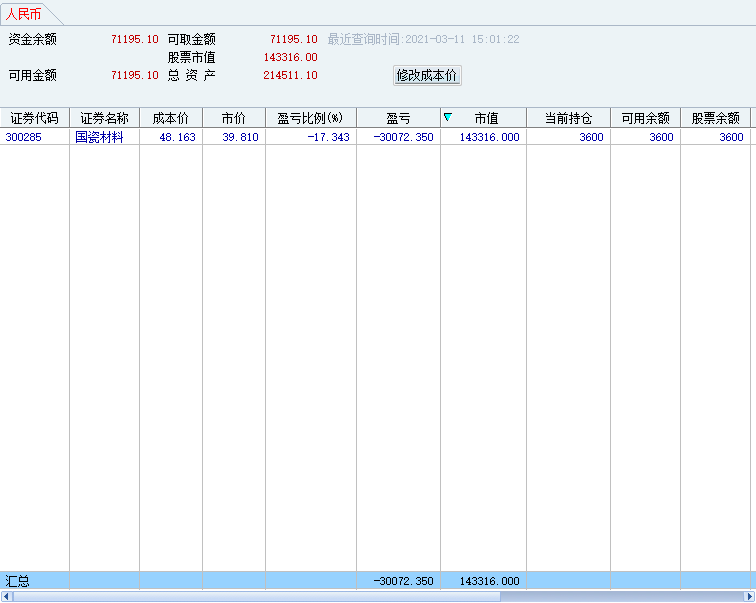 人民币
资金余额 71195.10 可取金额 71195.10 最近查询时间:2021-03-11 15:01:22
股票市值 143316.00
可用余额 71195.10 总 资 产 214511.10 修改成本价
证券代码 证券名称 成本价 市价 盈亏比例(%) 盈亏 市值 当前持仓 可用余额 股票余额
300285 国瓷材料 48.163 39.810 -17.343 -30072.350 143316.000 3600 3600 3600
汇总 -30072.350 143316.000